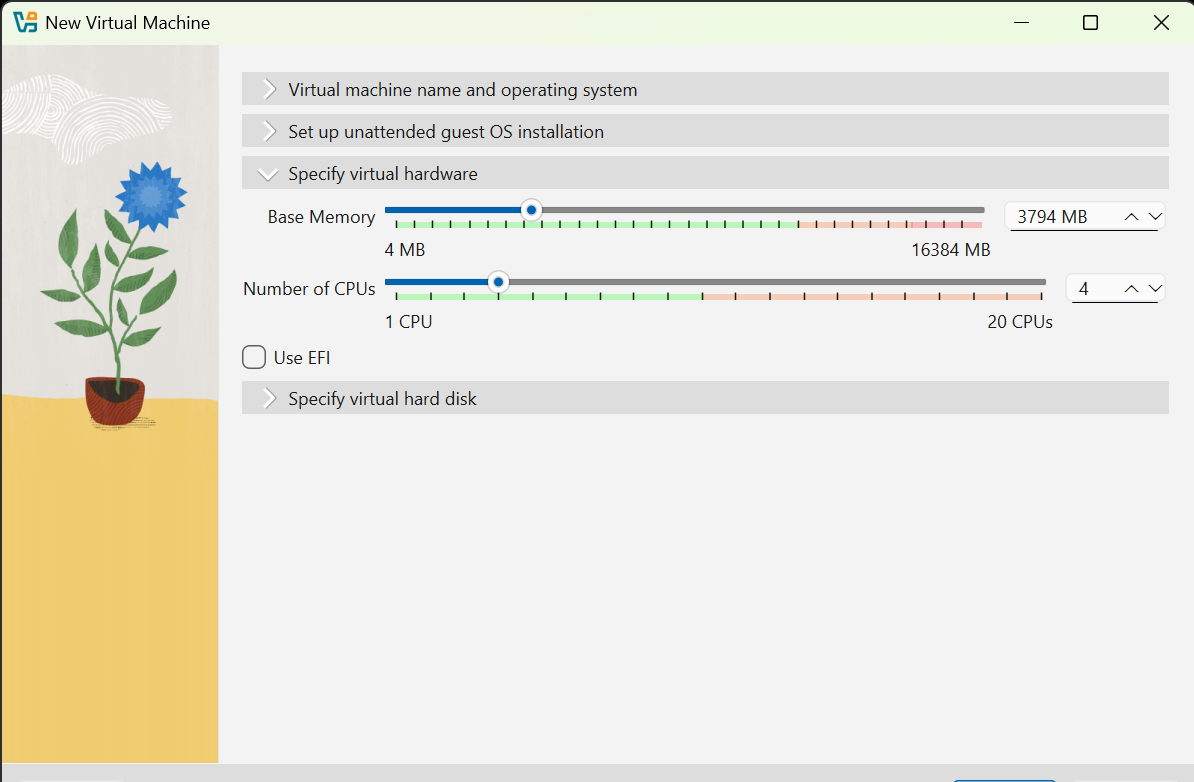 New Virtual Machine
Virtual machine name and operating system
Set up unattended guest OS installation
Specify virtual hardware
Base Memory 3794 MB
4 MB 16384 MB
Number of CPUs 4
1 CPU 20 CPUs
Use EFI
Specify virtual hard disk